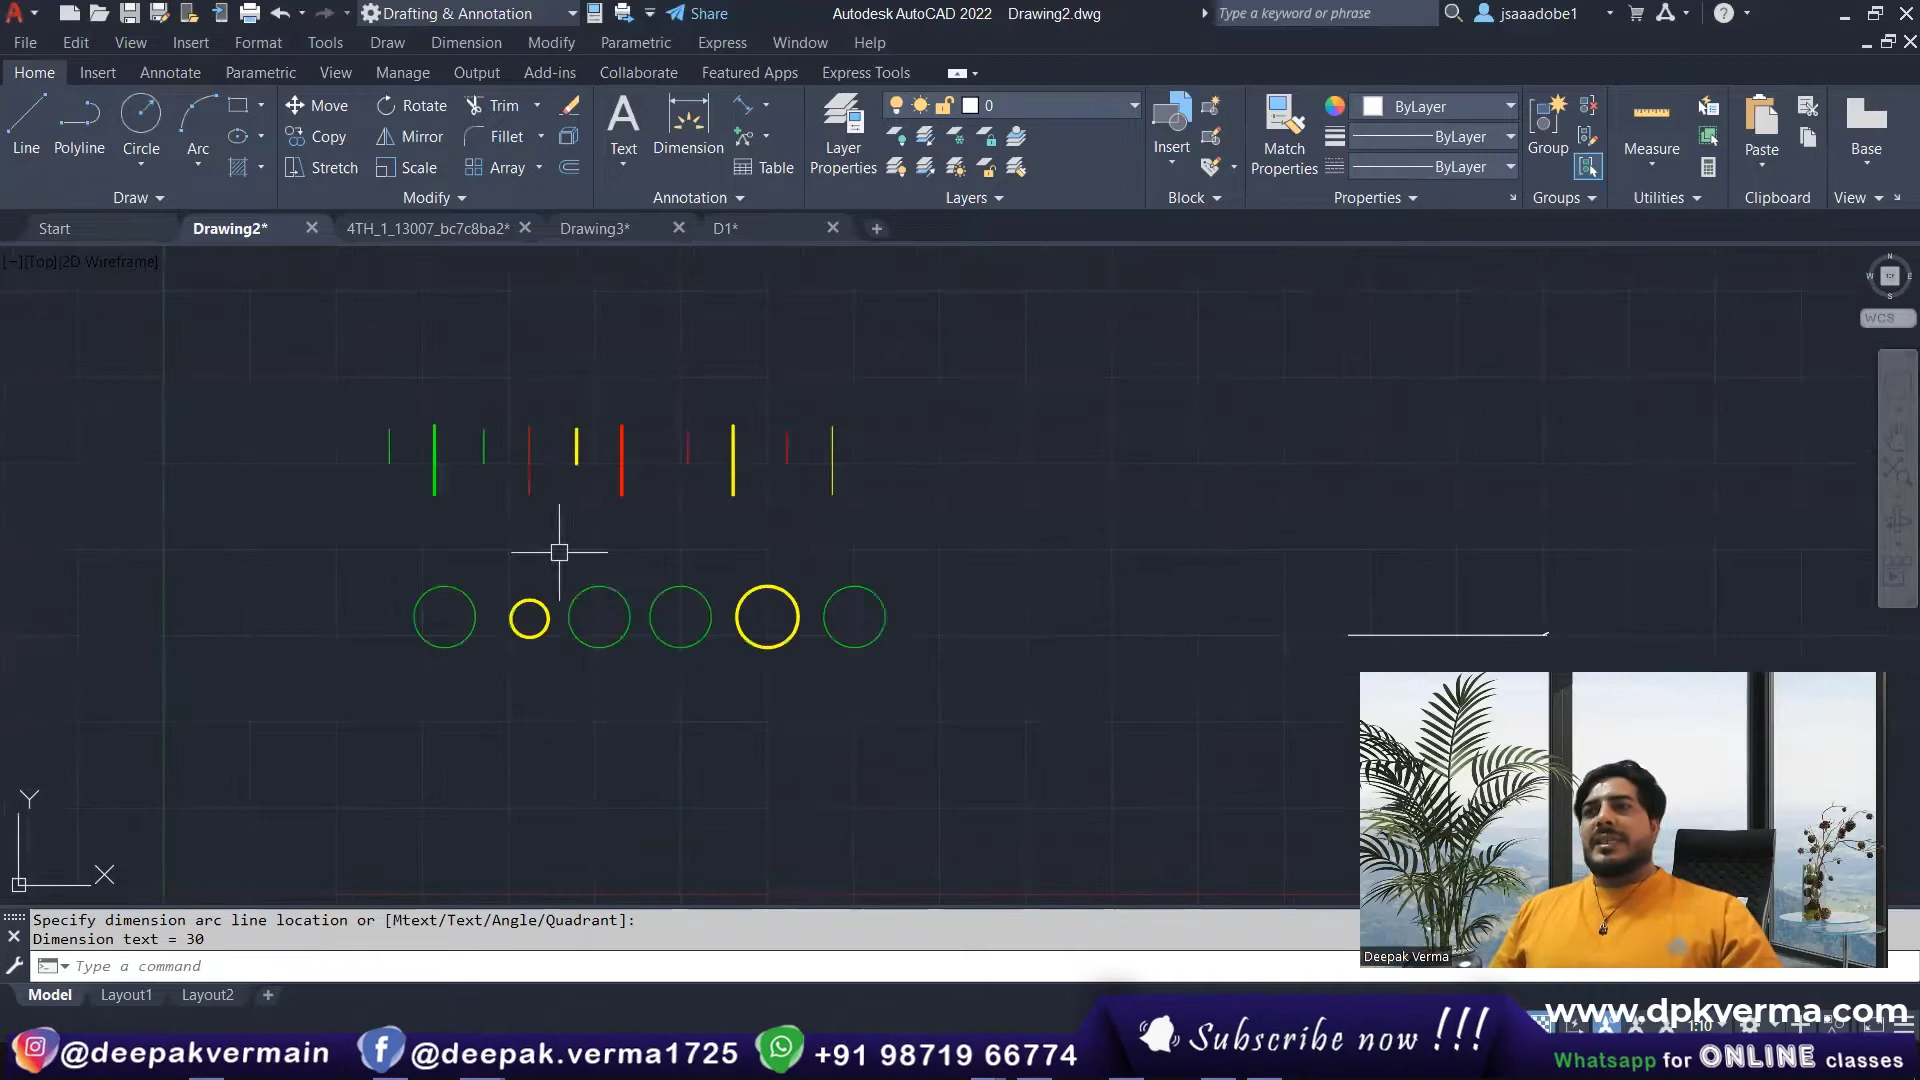 Drafting & Annotation
Share
Autodesk AutoCAD 2022 Drawing2.dwg
Type a keyword or phrase
jsaaadobe1
File Edit View Insert Format Tools Draw Dimension Modify Parametric Express Window Help
Home Insert Annotate Parametric View Manage Output Add-ins Collaborate Featured Apps Express Tools
Line Polyline Circle Arc
Move Rotate Trim
Copy Mirror Fillet
Stretch Scale Array
Text Dimension Table
Layer Properties
0
Insert
Match Properties
ByLayer
ByLayer
ByLayer
Group
Measure
Paste
Base
Draw Modify Annotation Layers Block Properties Groups Utilities Clipboard View
Start Drawing2* 4TH_1_13007_bc7c8ba2* Drawing3* D1*
[−][Top][2D Wireframe]
N
W
E
S
WCS
Y
X
Specify dimension arc line location or [Mtext/Text/Angle/Quadrant]:
Dimension text = 30
Type a command
Deepak Verma
Model Layout1 Layout2
1:10
www.dpkverma.com
@deepakvermain
@deepak.verma1725
+91 98719 66774
Subscribe now !!!
Whatsapp for ONLINE classes